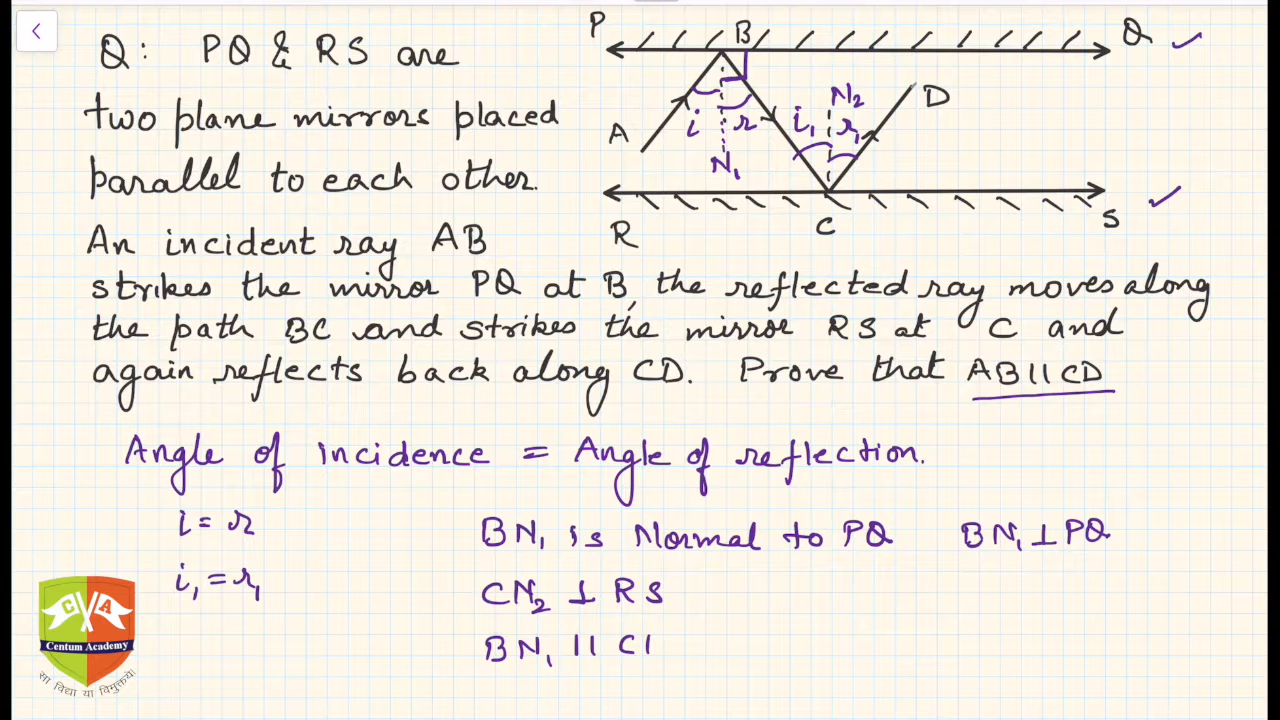 Q: PQ & RS are
two plane mirrors placed
parallel to each other.
An incident ray AB
strikes the mirror PQ at B, the reflected ray moves along
the path BC and strikes the mirror RS at C and
again reflects back along CD. Prove that AB || CD
P
B
Q
A
i
r
N₁
i₁
N₂
r₁
D
R
C
S
Angle of incidence = Angle of reflection.
i = r
i₁ = r₁
BN₁ is Normal to PQ BN₁ ⊥ PQ
CN₂ ⊥ RS
BN₁ || C
C A
Centum Academy
सा विद्या या विमुक्तये।